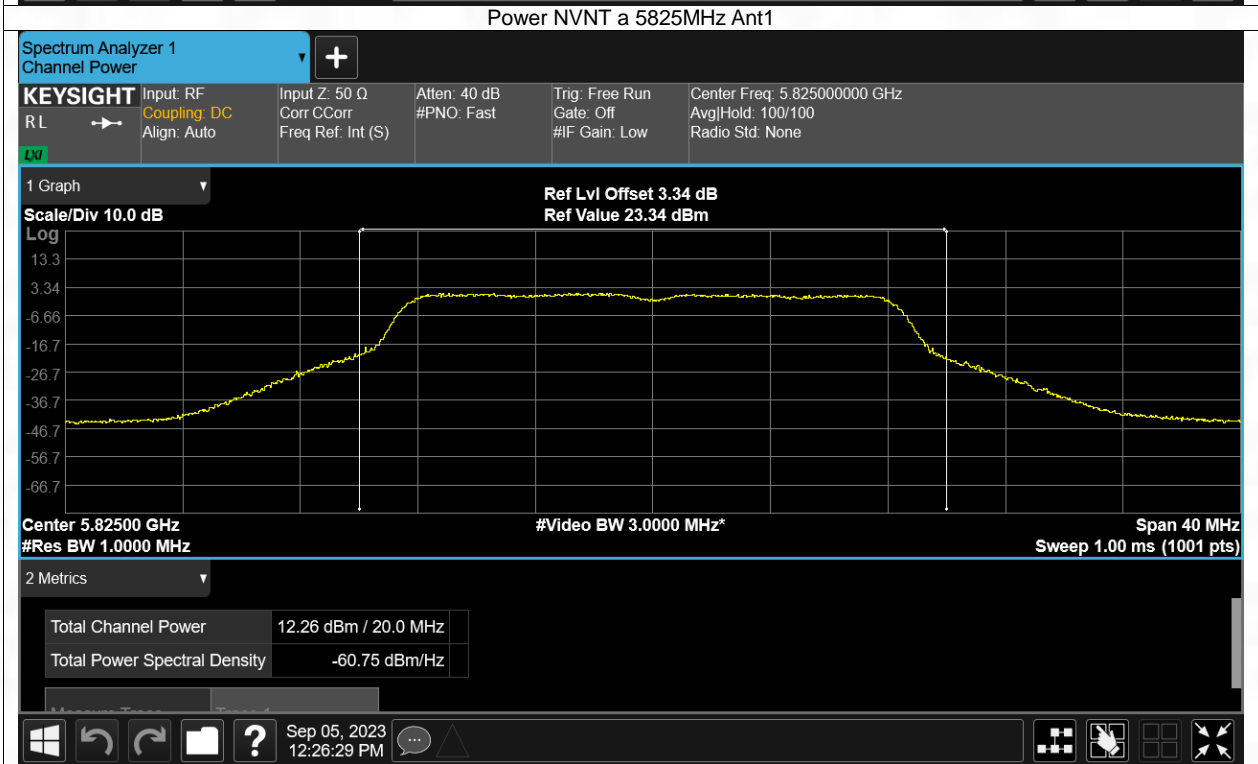 Power NVNT a 5825MHz Ant1
Spectrum Analyzer 1
Channel Power
+
KEYSIGHT
R L
LXI
Input: RF
Coupling: DC
Align: Auto
Input Z: 50 Ω
Corr CCorr
Freq Ref: Int (S)
Atten: 40 dB
#PNO: Fast
Trig: Free Run
Gate: Off
#IF Gain: Low
Center Freq: 5.825000000 GHz
Avg|Hold: 100/100
Radio Std: None
1 Graph
Scale/Div 10.0 dB
Ref Lvl Offset 3.34 dB
Ref Value 23.34 dBm
Log
13.3
3.34
-6.66
-16.7
-26.7
-36.7
-46.7
-56.7
-66.7
Center 5.82500 GHz
#Video BW 3.0000 MHz*
Span 40 MHz
#Res BW 1.0000 MHz
Sweep 1.00 ms (1001 pts)
2 Metrics
Total Channel Power 12.26 dBm / 20.0 MHz
Total Power Spectral Density -60.75 dBm/Hz
?
Sep 05, 2023
12:26:29 PM